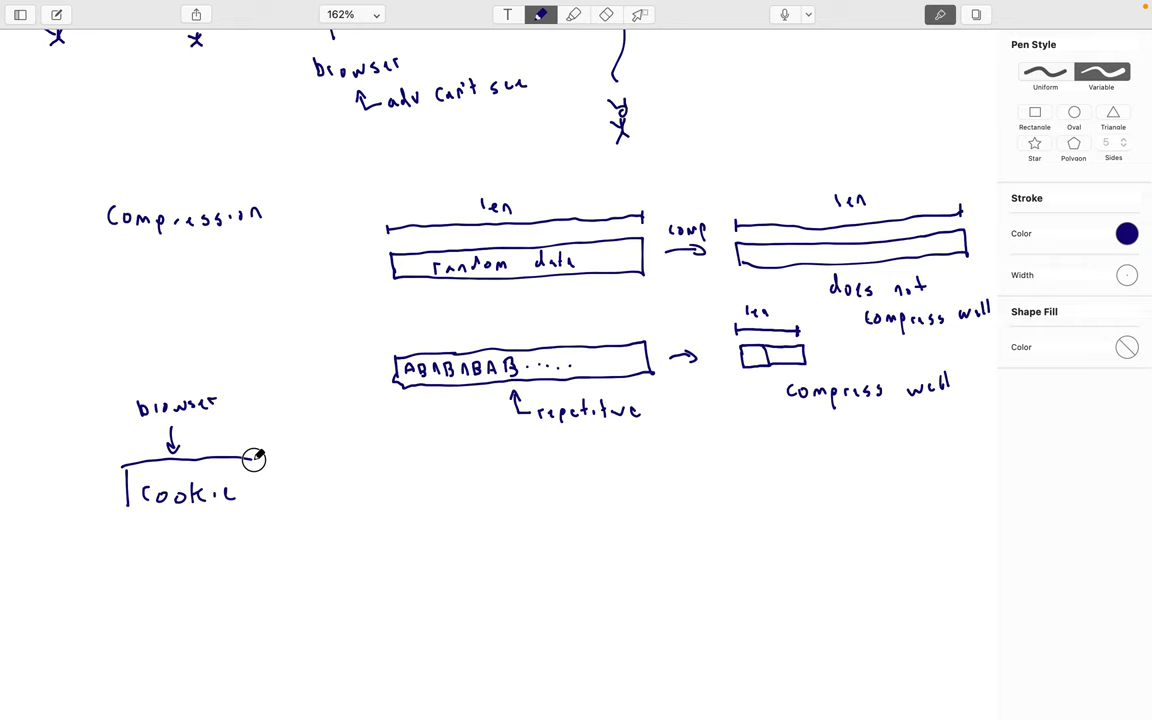 162%
T
browser
adv can't see
Pen Style
Uniform
Variable
Rectangle
Oval
Triangle
Star
Polygon
5
Sides
Stroke
Color
Width
Shape Fill
Color
Compression
len
random data
comp
len
does not
compress well
ABABABAB.....
repetitive
len
compress well
browser
cookie